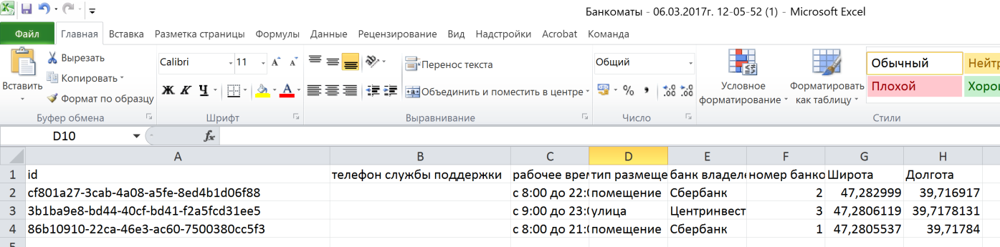 Банкоматы - 06.03.2017г. 12-05-52 (1) - Microsoft Excel
Файл Главная Вставка Разметка страницы Формулы Данные Рецензирование Вид Надстройки Acrobat Команда
Вставить
Вырезать
Копировать
Формат по образцу
Буфер обмена
Calibri 11
Ж К Ч А
Шрифт
Перенос текста
Объединить и поместить в центре
Выравнивание
Общий
% ,00 ,0
Число
Условное форматирование
Форматировать как таблицу
Обычный Нейтр
Плохой Хорош
Стили
D10 fx
A B C D E F G H
1 id телефон службы поддержки рабочее врем тип размеще банк владел номер банко Широта Долгота
2 cf801a27-3cab-4a08-a5fe-8ed4b1d06f88 с 8:00 до 22:0 помещение Сбербанк 2 47,282999 39,716917
3 3b1ba9e8-bd44-40cf-bd41-f2a5fcd31ee5 с 9:00 до 23:0 улица Центринвест 3 47,2806119 39,7178131
4 86b10910-22ca-46e3-ac60-7500380cc5f3 с 8:00 до 21:0 помещение Сбербанк 1 47,2805537 39,71784